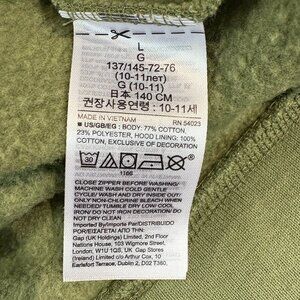 L
G
137/145-72-76
(10-11лет)
G (10-11)
日本 140 CM
권장사용연령 : 10-11세
MADE IN VIETNAM RN 54023
■ US/GB/EG : BODY: 77% COTTON,
23% POLYESTER, HOOD LINING: 100%
COTTON, EXCLUSIVE OF DECORATION
30
1166
CLOSE ZIPPER BEFORE WASHING/
MACHINE WASH COLD GENTLE
CYCLE/ WASH AND DRY INSIDE OUT/
ONLY NON-CHLORINE BLEACH WHEN
NEEDED/ TUMBLE DRY LOW/ COOL
IRON/ DO NOT IRON DECORATION/ DO
NOT DRY CLEAN
Imported by/Importé par/DISTRIBUIDO
POR/
Gap (UK Holdings) Limited, 2nd Floor
Nations House, 103 Wigmore Street,
London, W1U 1QS, UK Gap Stores
(Ireland) Limited c/o Arthur Cox, 10
Earlsfort Terrace, Dublin 2, D02 T380,